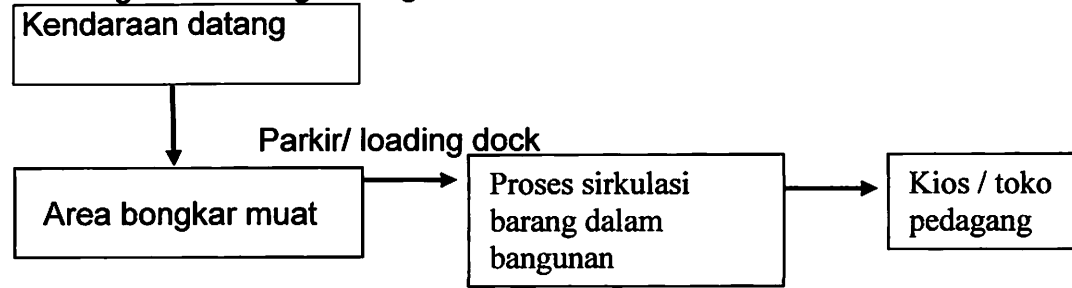 Kendaraan datang
Parkir/ loading dock
Area bongkar muat
Proses sirkulasi
barang dalam
bangunan
Kios / toko
pedagang